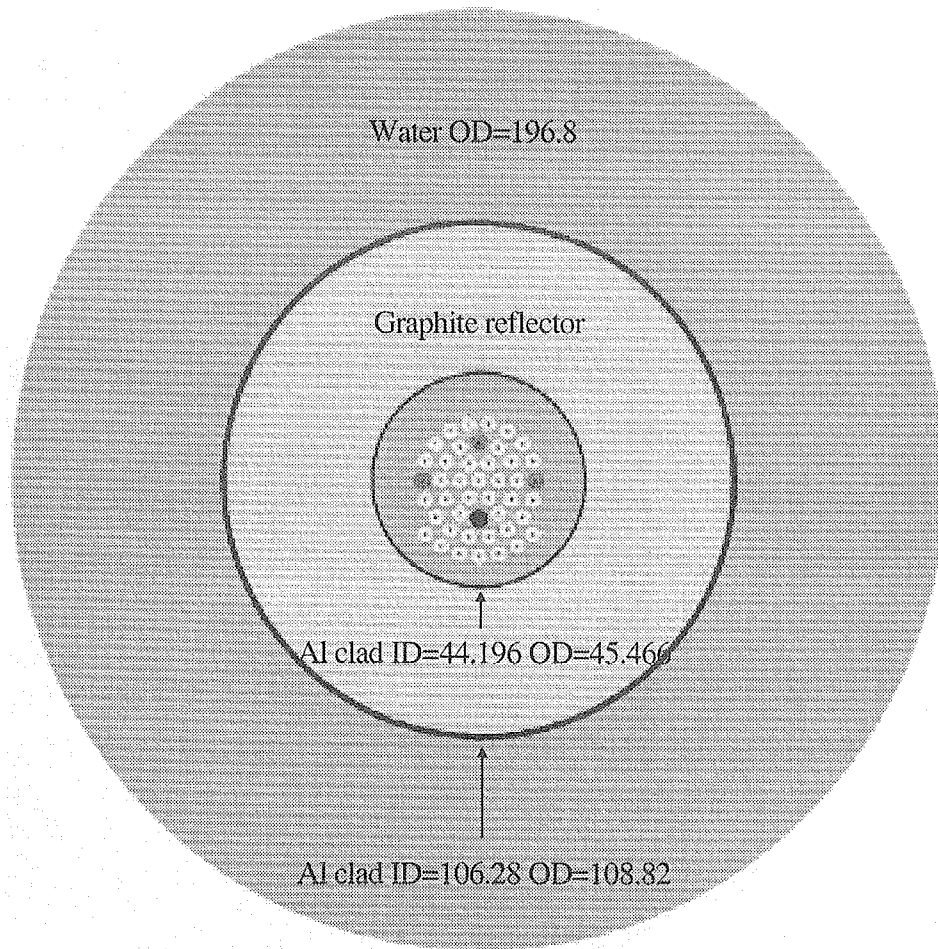 Water OD=196.8
Graphite reflector
Al clad ID=44.196 OD=45.466
Al clad ID=106.28 OD=108.82